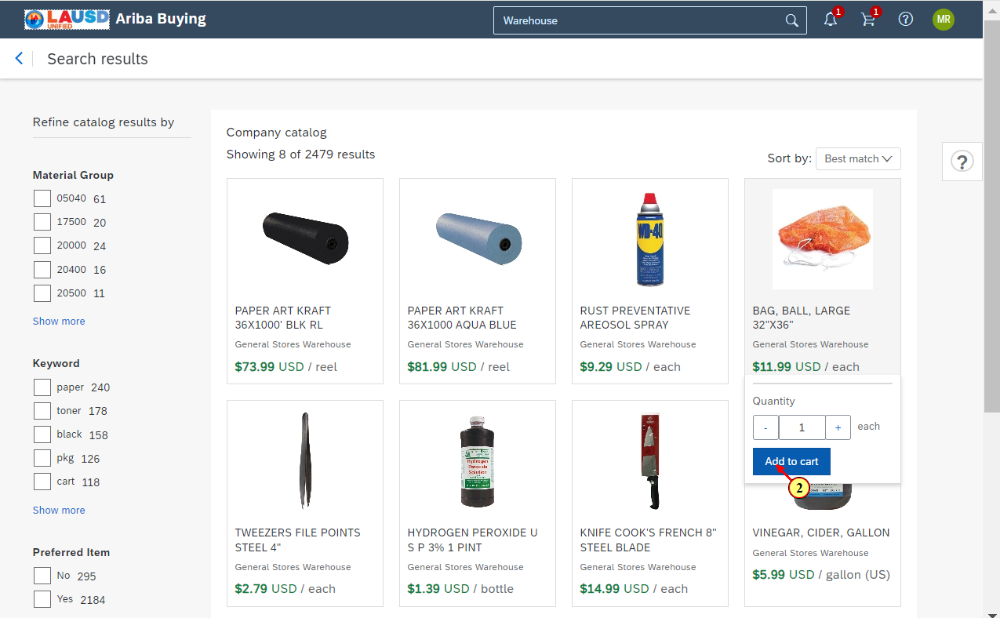 LAUSD
UNIFIED
Ariba Buying
Warehouse
1
1
MR
Search results
Refine catalog results by
Material Group
05040 61
17500 20
20000 24
20400 16
20500 11
Show more
Keyword
paper 240
toner 178
black 158
pkg 126
cart 118
Show more
Preferred Item
No 295
Yes 2184
Company catalog
Showing 8 of 2479 results
Sort by: Best match
?
PAPER ART KRAFT
36X1000' BLK RL
General Stores Warehouse
$73.99 USD / reel
PAPER ART KRAFT
36X1000 AQUA BLUE
General Stores Warehouse
$81.99 USD / reel
WD-40
RUST PREVENTATIVE
AREOSOL SPRAY
General Stores Warehouse
$9.29 USD / each
BAG, BALL, LARGE
32"X36"
General Stores Warehouse
$11.99 USD / each
Quantity
- 1 + each
Add to cart
2
TWEEZERS FILE POINTS
STEEL 4"
General Stores Warehouse
$2.79 USD / each
Hydrogen
Peroxide
Solution
HYDROGEN PEROXIDE U
S P 3% 1 PINT
General Stores Warehouse
$1.39 USD / bottle
KNIFE COOK'S FRENCH 8"
STEEL BLADE
General Stores Warehouse
$14.99 USD / each
VINEGAR, CIDER, GALLON
General Stores Warehouse
$5.99 USD / gallon (US)